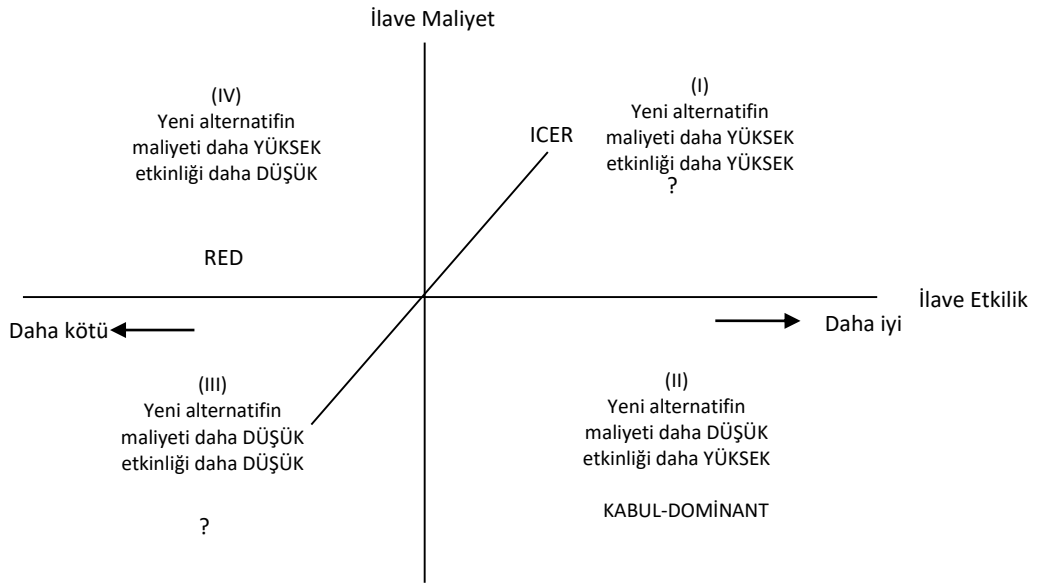 İlave Maliyet
(IV)
Yeni alternatifin
maliyeti daha YÜKSEK
etkinliği daha DÜŞÜK
RED
(I)
Yeni alternatifin
maliyeti daha YÜKSEK
etkinliği daha YÜKSEK
?
ICER
İlave Etkilik
Daha kötü
Daha iyi
(III)
Yeni alternatifin
maliyeti daha DÜŞÜK
etkinliği daha DÜŞÜK
?
(II)
Yeni alternatifin
maliyeti daha DÜŞÜK
etkinliği daha YÜKSEK
KABUL-DOMİNANT